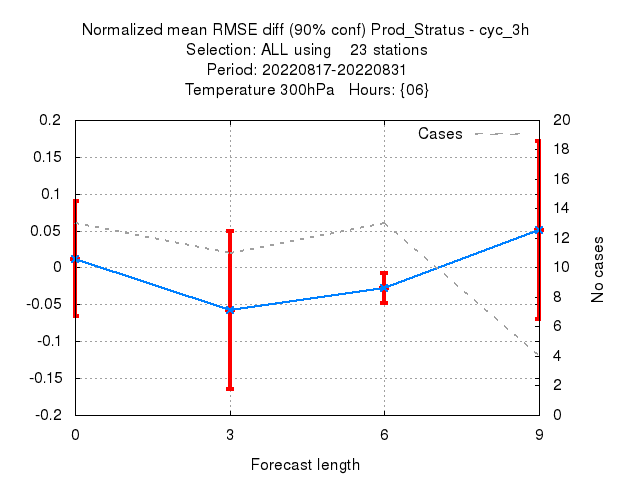 Normalized mean RMSE diff (90% conf) Prod_Stratus - cyc_3h
Selection: ALL using    23 stations
Period: 20220817-20220831
Temperature 300hPa   Hours: {06}
Cases
0.2
0.15
0.1
0.05
0
-0.05
-0.1
-0.15
-0.2
20
18
16
14
12
10
8
6
4
2
0
No cases
0 3 6 9
Forecast length